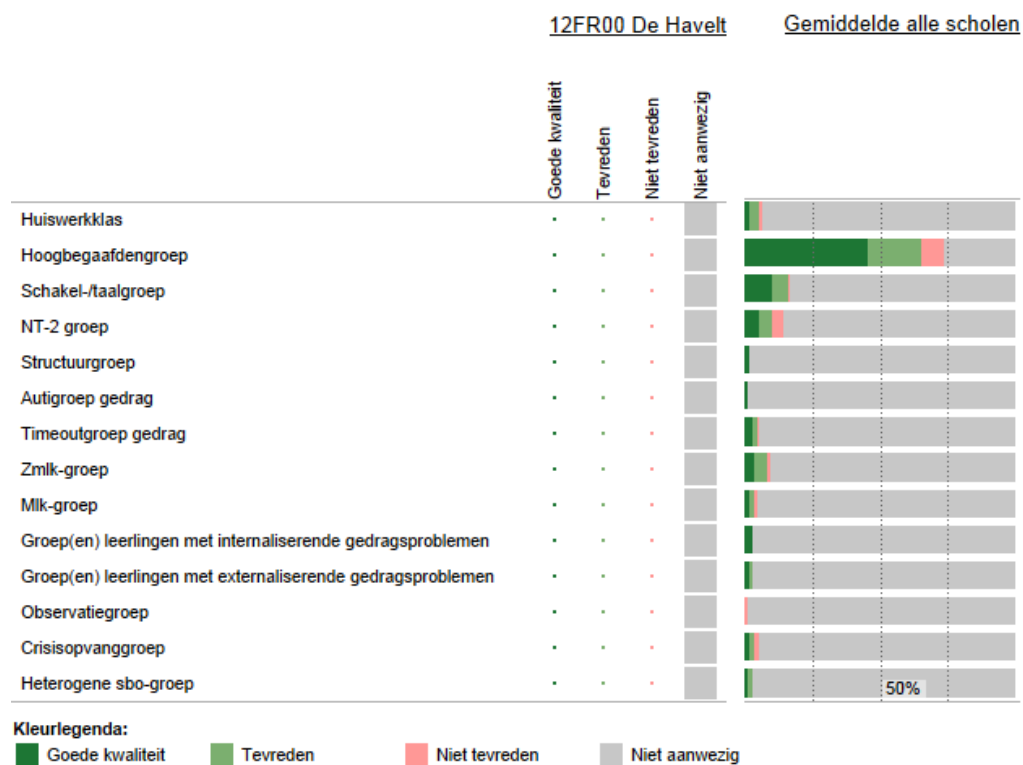 12FR00 De Havelt
Gemiddelde alle scholen
Goede kwaliteit
Tevreden
Niet tevreden
Niet aanwezig
Huiswerkklas
Hoogbegaafdengroep
Schakel-/taalgroep
NT-2 groep
Structuurgroep
Autigroep gedrag
Timeoutgroep gedrag
Zmlk-groep
Mlk-groep
Groep(en) leerlingen met internaliserende gedragsproblemen
Groep(en) leerlingen met externaliserende gedragsproblemen
Observatiegroep
Crisisopvanggroep
Heterogene sbo-groep
50%
Kleurlegenda:
Goede kwaliteit
Tevreden
Niet tevreden
Niet aanwezig